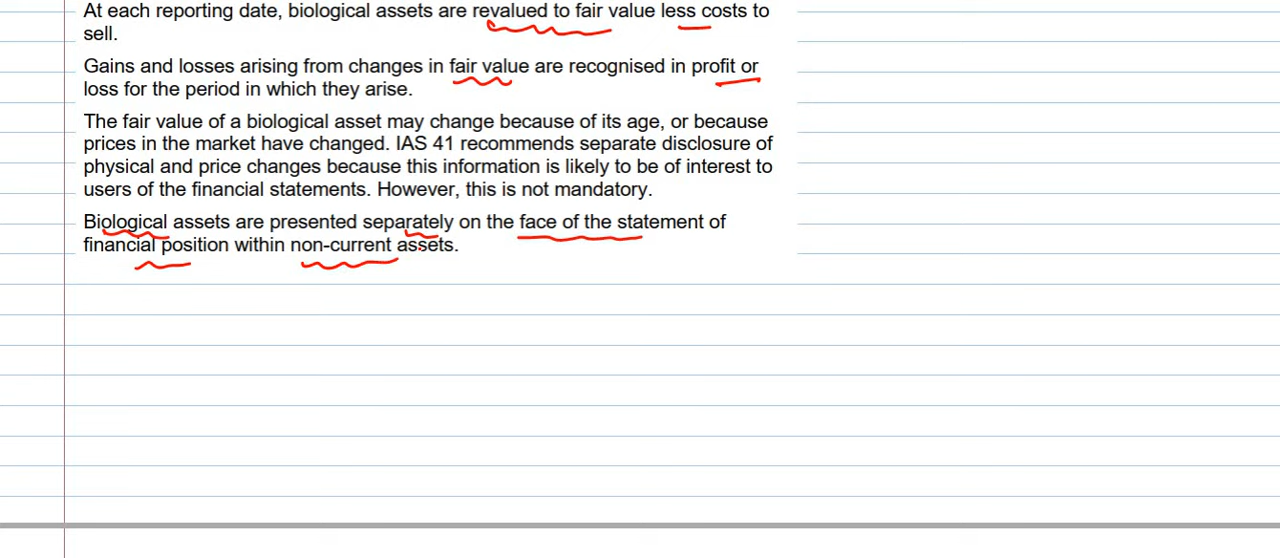 At each reporting date, biological assets are revalued to fair value less costs to
sell.
Gains and losses arising from changes in fair value are recognised in profit or
loss for the period in which they arise.
The fair value of a biological asset may change because of its age, or because
prices in the market have changed. IAS 41 recommends separate disclosure of
physical and price changes because this information is likely to be of interest to
users of the financial statements. However, this is not mandatory.
Biological assets are presented separately on the face of the statement of
financial position within non-current assets.